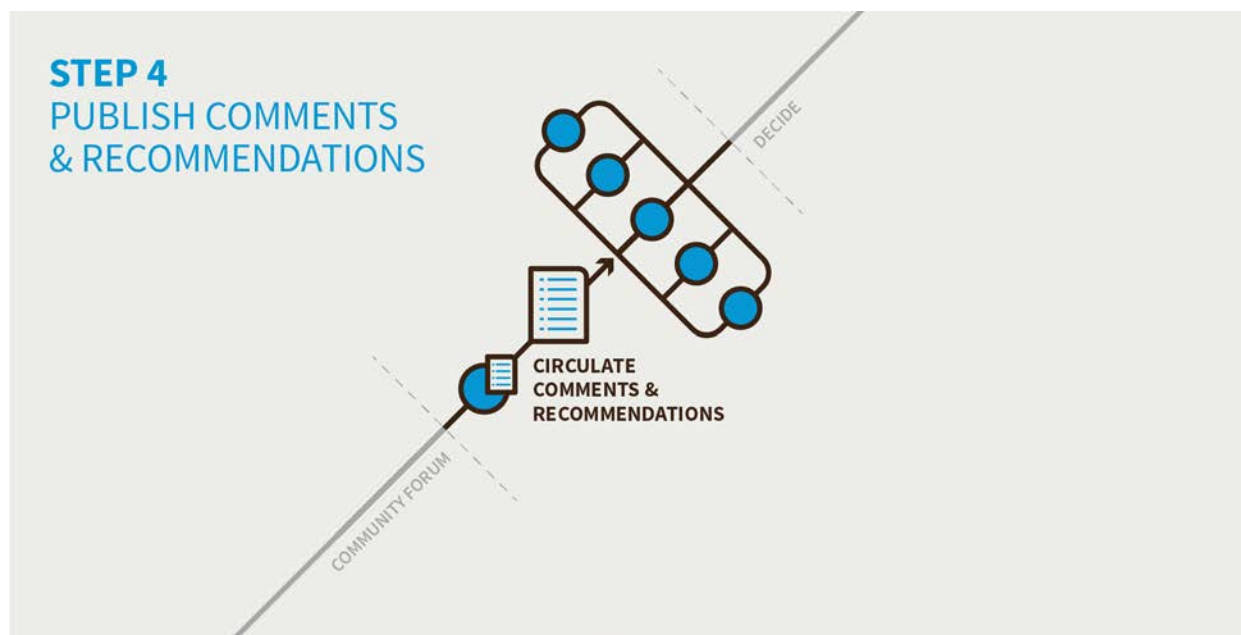 STEP 4
PUBLISH COMMENTS
& RECOMMENDATIONS
DECIDE
CIRCULATE
COMMENTS &
RECOMMENDATIONS
COMMUNITY FORUM